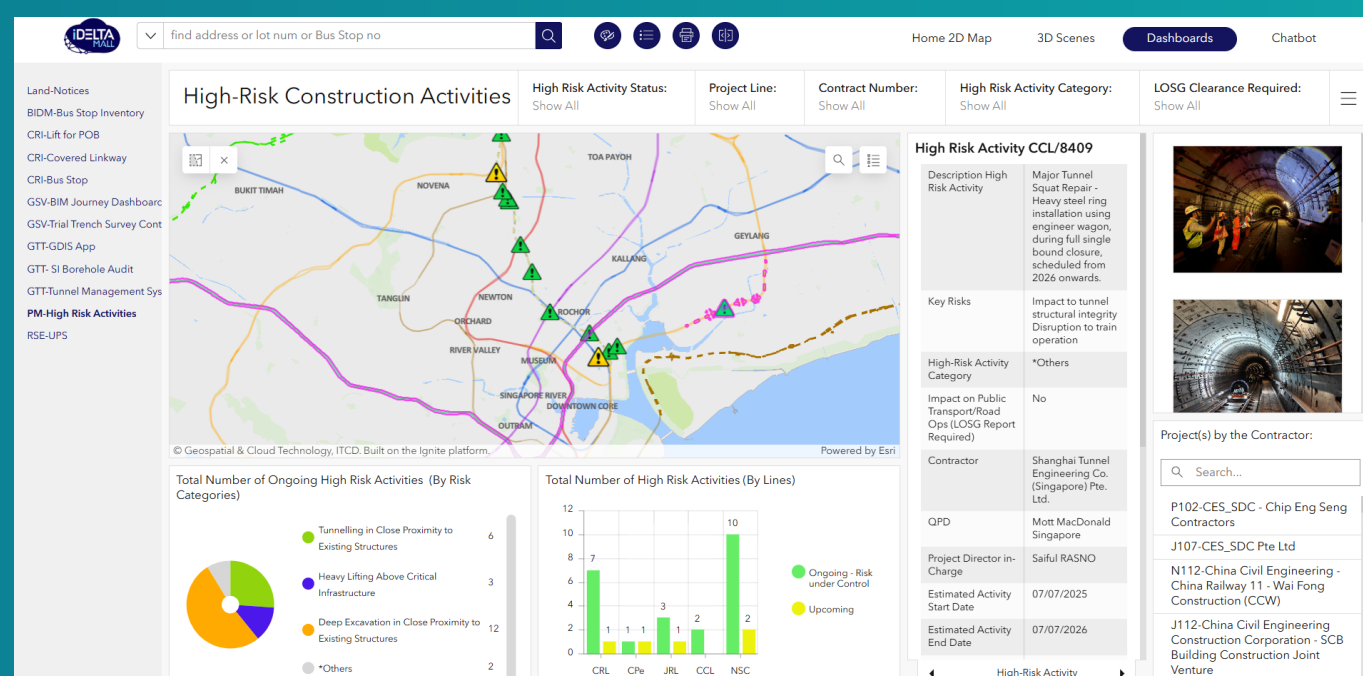 iDELTA
MALL
find address or lot num or Bus Stop no
Home 2D Map
3D Scenes
Dashboards
Chatbot
Land-Notices
BIDM-Bus Stop Inventory
CRI-Lift for POB
CRI-Covered Linkway
CRI-Bus Stop
GSV-BIM Journey Dashboard
GSV-Trial Trench Survey Cont
GTT-GDIS App
GTT- SI Borehole Audit
GTT-Tunnel Management Sys
PM-High Risk Activities
RSE-UPS
High-Risk Construction Activities
High Risk Activity Status:
Show All
Project Line:
Show All
Contract Number:
Show All
High Risk Activity Category:
Show All
LOSG Clearance Required:
Show All
TOA PAYOH
BUKIT TIMAH
NOVENA
GEYLANG
KALLANG
TANGLIN
NEWTON
ROCHOR
ORCHARD
RIVER VALLEY
MUSEUM
SINGAPORE RIVER
DOWNTOWN CORE
OUTRAM
© Geospatial & Cloud Technology, ITCD. Built on the Ignite platform.
Powered by Esri
Total Number of Ongoing High Risk Activities (By Risk
Categories)
Tunnelling in Close Proximity to
Existing Structures
6
Heavy Lifting Above Critical
Infrastructure
3
Deep Excavation in Close Proximity to
Existing Structures
12
*Others
2
Total Number of High Risk Activities (By Lines)
12
10
8
6
4
2
0
7
1
1
1
3
1
2
10
2
CRL
CPe
JRL
CCL
NSC
Ongoing - Risk
under Control
Upcoming
High Risk Activity CCL/8409
Description High
Risk Activity
Major Tunnel
Squat Repair -
Heavy steel ring
installation using
engineer wagon,
during full single
bound closure,
scheduled from
2026 onwards.
Key Risks
Impact to tunnel
structural integrity
Disruption to train
operation
High-Risk Activity
Category
*Others
Impact on Public
Transport/Road
Ops (LOSG Report
Required)
No
Contractor
Shanghai Tunnel
Engineering Co.
(Singapore) Pte.
Ltd.
QPD
Mott MacDonald
Singapore
Project Director in-
Charge
Saiful RASNO
Estimated Activity
Start Date
07/07/2025
Estimated Activity
End Date
07/07/2026
High-Risk Activity
Project(s) by the Contractor:
Search...
P102-CES_SDC - Chip Eng Seng
Contractors
J107-CES_SDC Pte Ltd
N112-China Civil Engineering -
China Railway 11 - Wai Fong
Construction (CCW)
J112-China Civil Engineering
Construction Corporation - SCB
Building Construction Joint
Venture